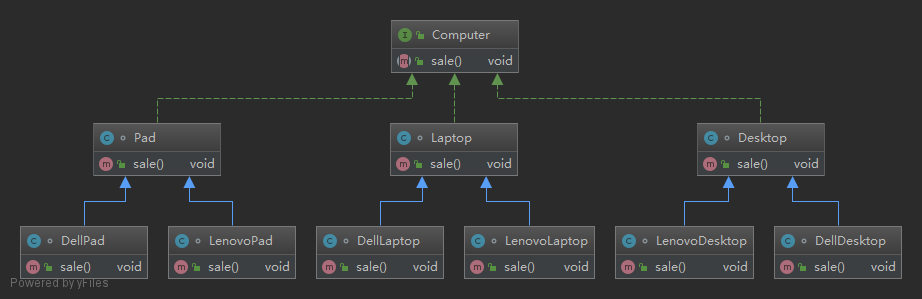 Computer
sale() void
Pad
sale() void
Laptop
sale() void
Desktop
sale() void
DellPad
sale() void
LenovoPad
sale() void
DellLaptop
sale() void
LenovoLaptop
sale() void
LenovoDesktop
sale() void
DellDesktop
sale() void
Powered by yFiles